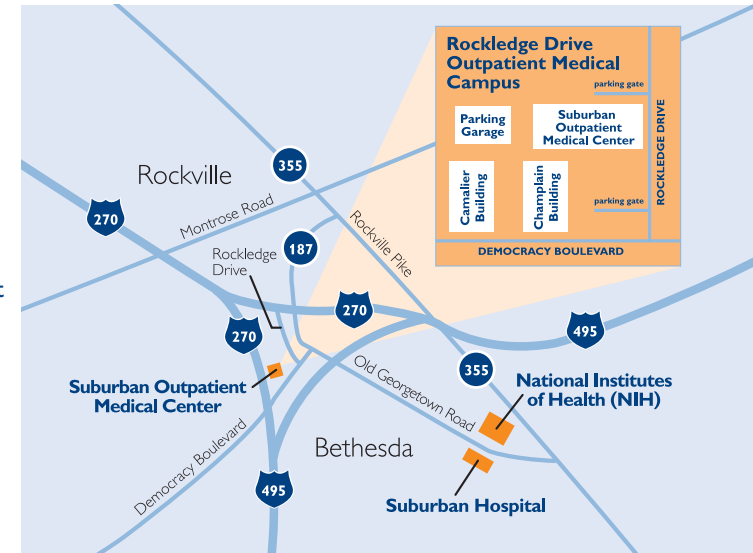 Rockledge Drive
Outpatient Medical
Campus
parking gate
Parking
Garage
Suburban
Outpatient
Medical Center
ROCKLEDGE DRIVE
Camalier
Building
Champlain
Building
parking gate
DEMOCRACY BOULEVARD
355
Rockville
270
Montrose Road
Rockville Pike
187
Rockledge
Drive
270
270
495
355
Suburban Outpatient
Medical Center
Old Georgetown Road
National Institutes
of Health (NIH)
Democracy Boulevard
Bethesda
495
Suburban Hospital
t